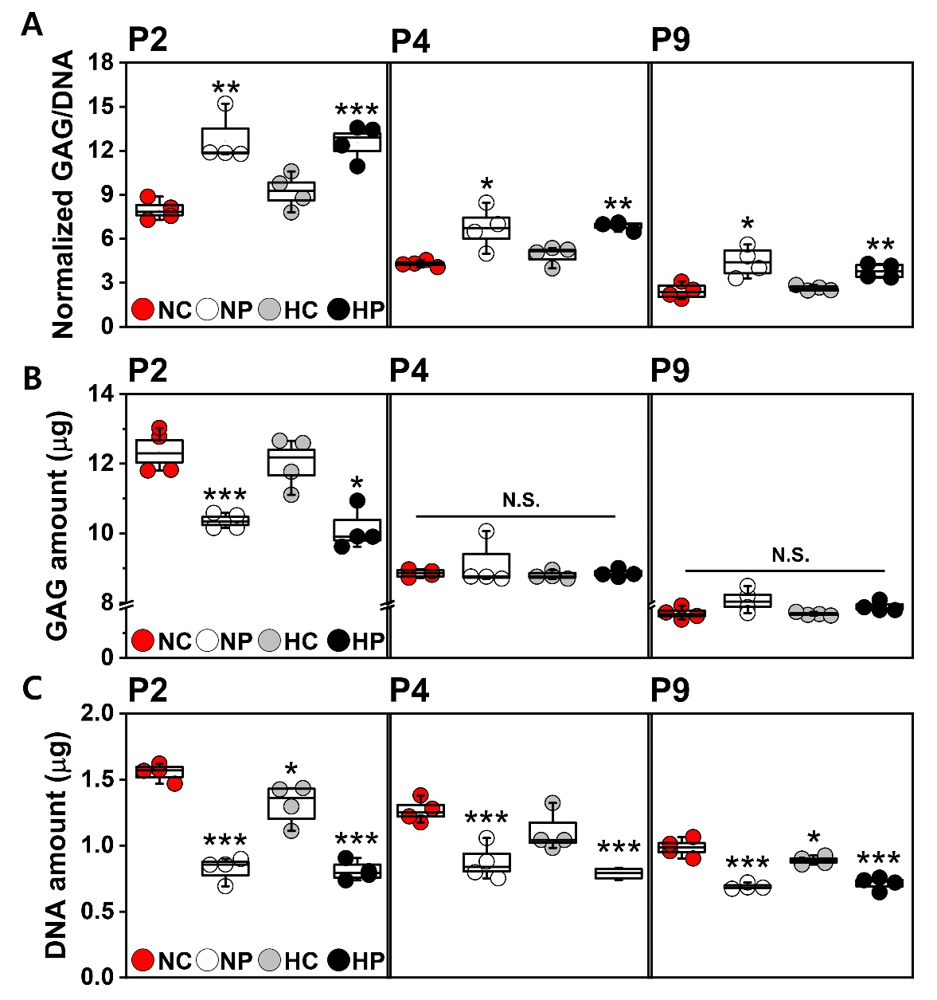 A
P2 P4 P9
Normalized GAG/DNA
18
15
12
9
6
3
0
** *** * ** * **
NC NP HC HP
B
P2 P4 P9
GAG amount (μg)
14
12
10
8
0
*** * N.S. N.S.
NC NP HC HP
C
P2 P4 P9
DNA amount (μg)
2.0
1.5
1.0
0.5
0.0
*** * *** *** *** *** * ***
NC NP HC HP